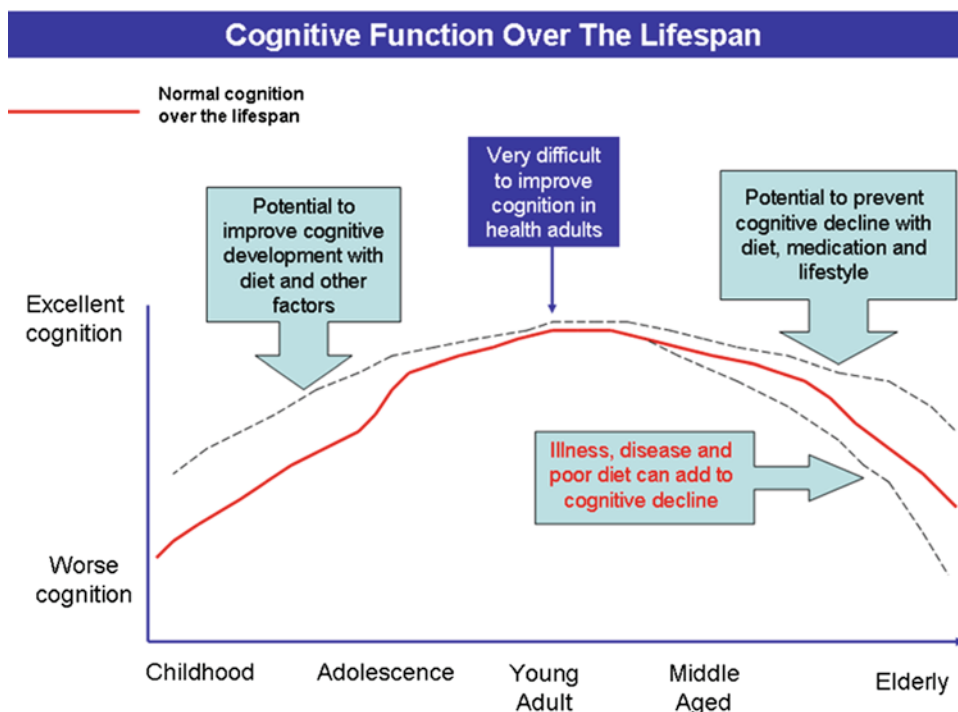 Cognitive Function Over The Lifespan
Normal cognition
over the lifespan
Very difficult
to improve
cognition in
health adults
Potential to
improve cognitive
development with
diet and other
factors
Potential to prevent
cognitive decline with
diet, medication and
lifestyle
Excellent
cognition
Illness, disease and
poor diet can add to
cognitive decline
Worse
cognition
Childhood
Adolescence
Young
Adult
Middle
Aged
Elderly